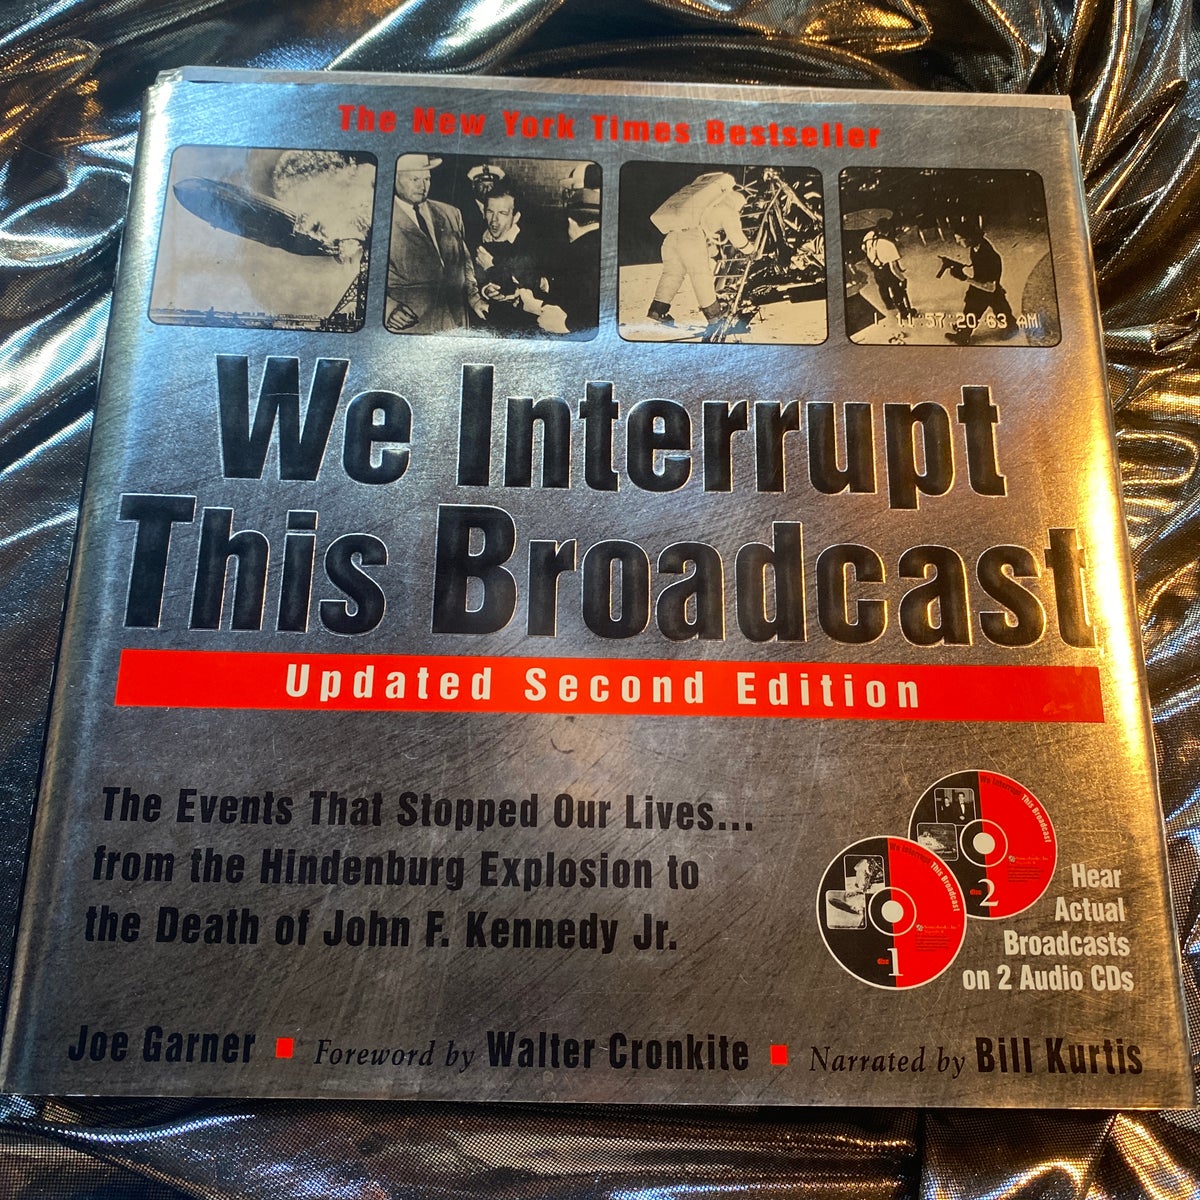 The New York Times Bestseller
11:57:20-63 AM
We Interrupt
This Broadcast
Updated Second Edition
The Events That Stopped Our Lives...
from the Hindenburg Explosion to
the Death of John F. Kennedy Jr.
We Interrupt This Broadcast
disc 2
We Interrupt This Broadcast
disc 1
Hear
Actual
Broadcasts
on 2 Audio CDs
Joe Garner ▪ Foreword by Walter Cronkite ▪ Narrated by Bill Kurtis